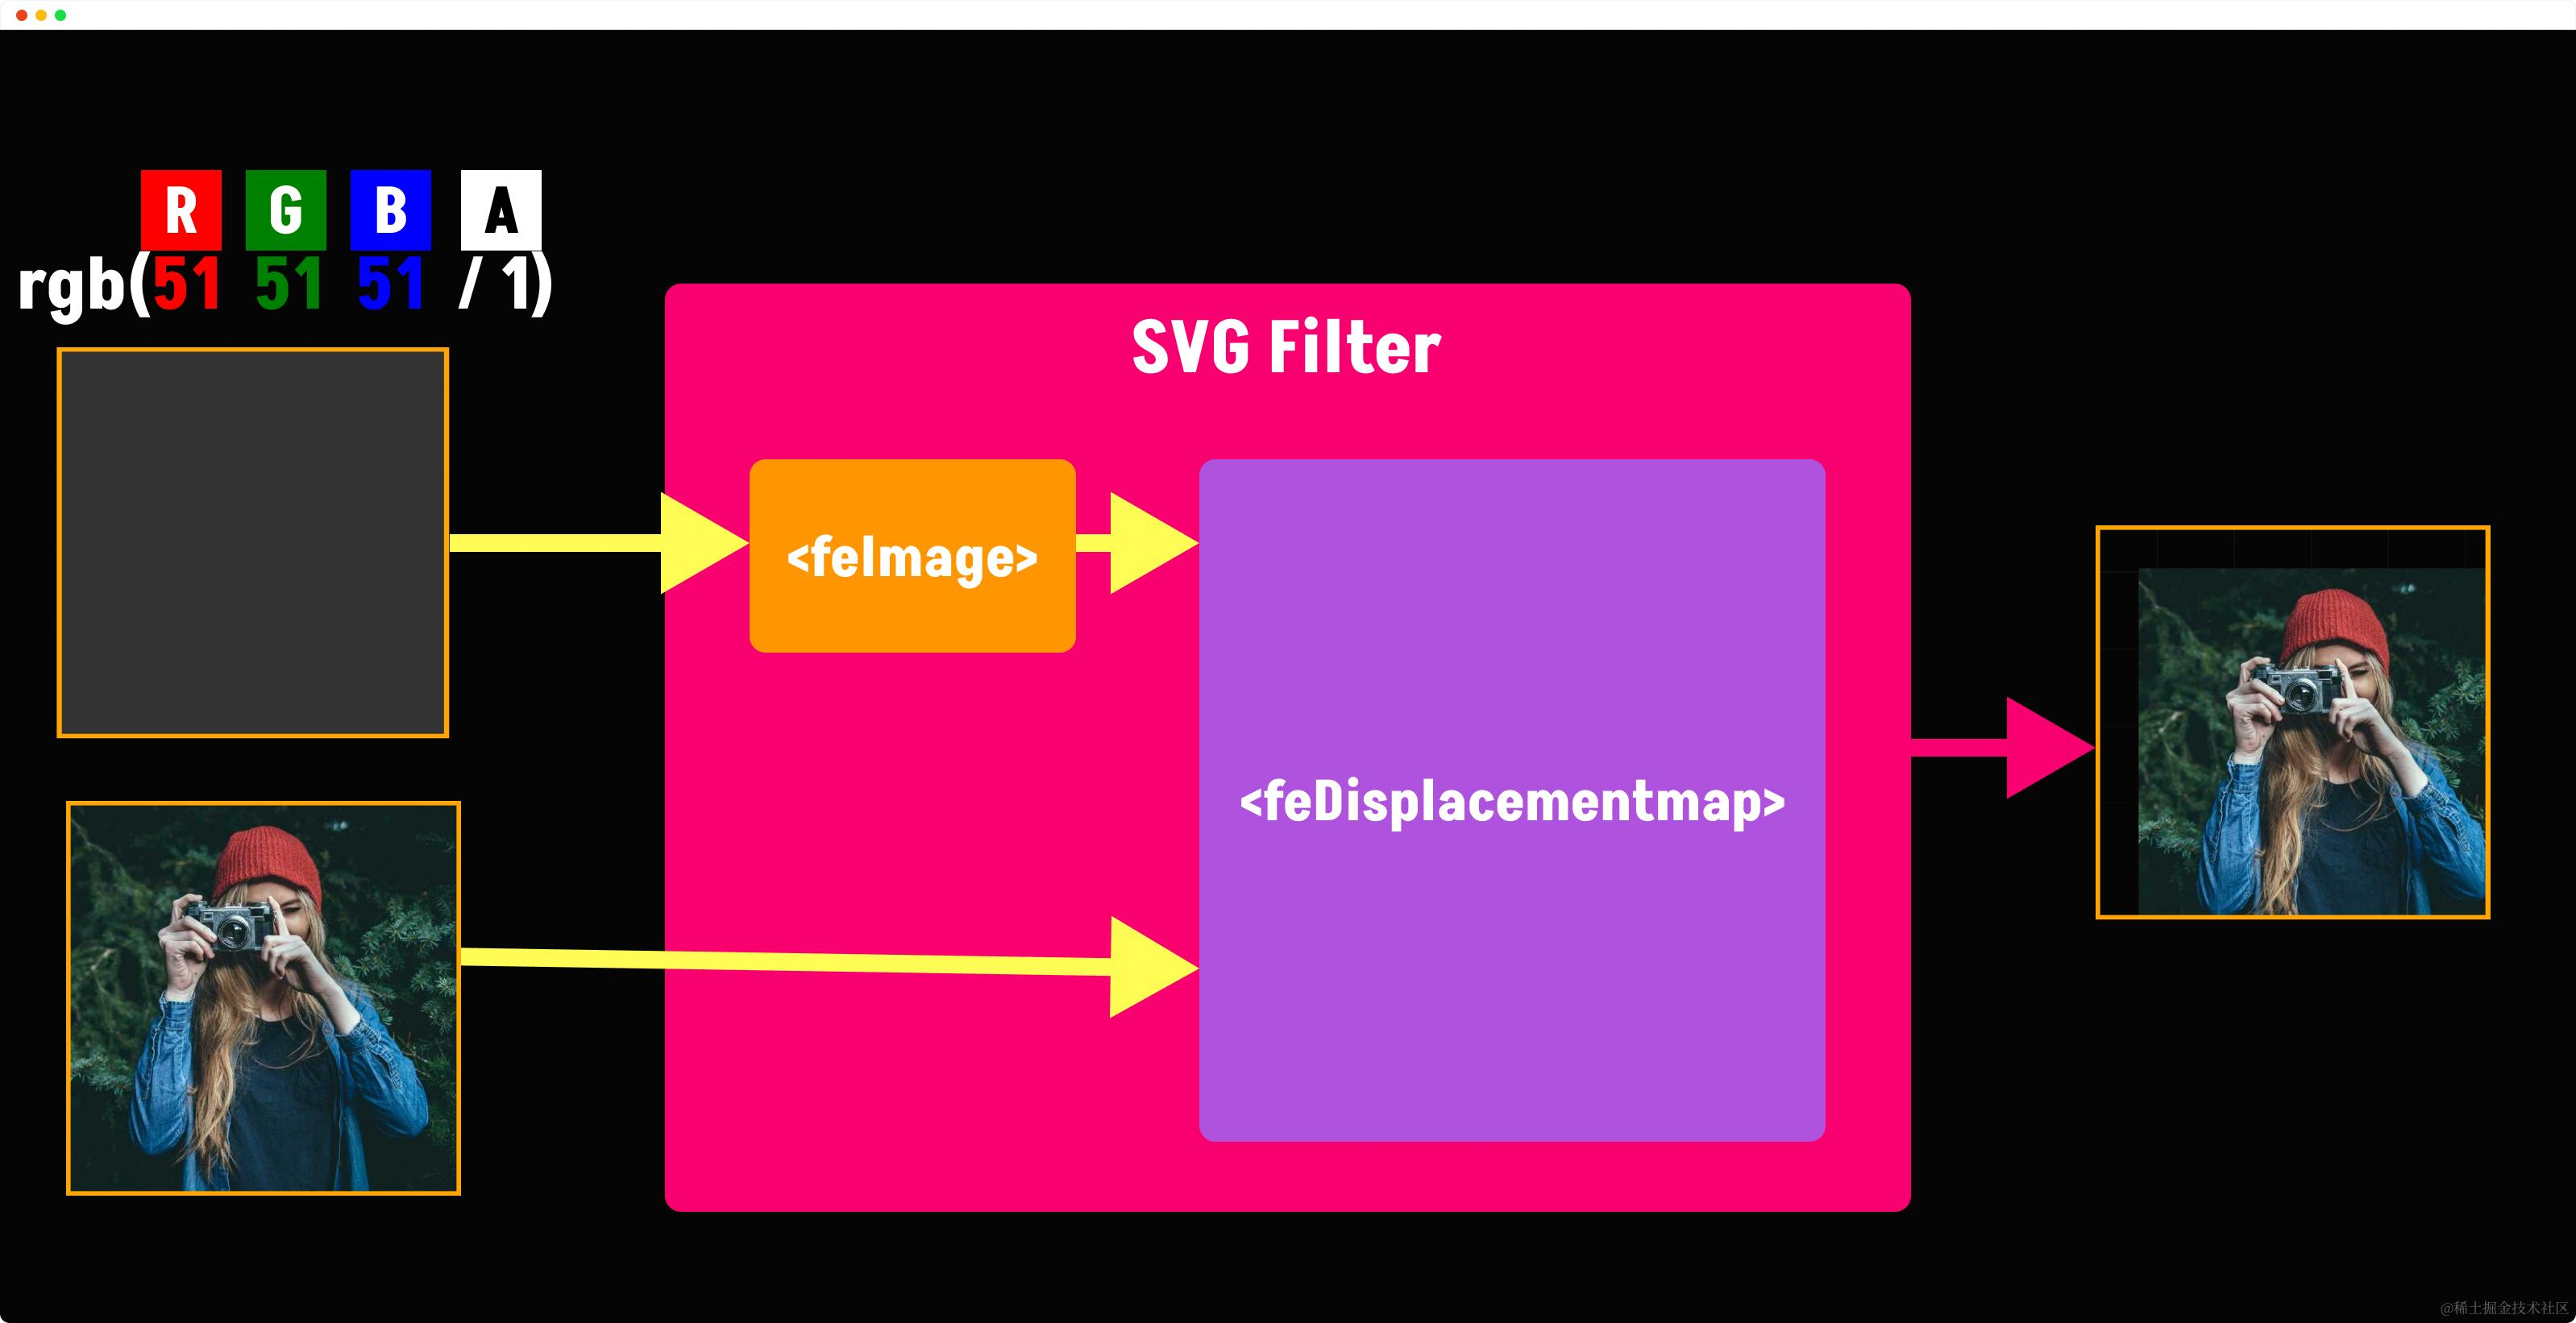 R G B A
rgb(51 51 51 / 1)
SVG Filter
<feImage>
<feDisplacementmap>
@稀土掘金技术社区